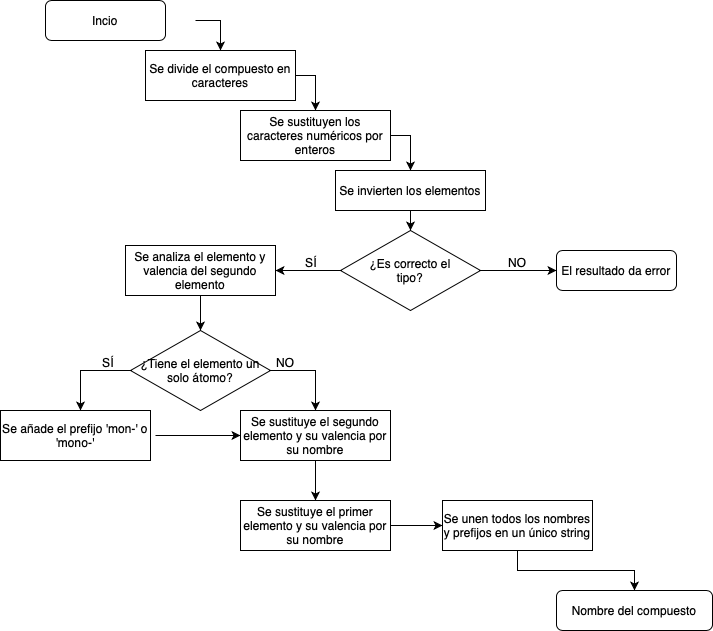 Incio
Se divide el compuesto en
caracteres
Se sustituyen los
caracteres numéricos por
enteros
Se invierten los elementos
Se analiza el elemento y
valencia del segundo
elemento
SÍ
¿Es correcto el
tipo?
NO
El resultado da error
SÍ
¿Tiene el elemento un
solo átomo?
NO
Se añade el prefijo 'mon-' o
'mono-'
Se sustituye el segundo
elemento y su valencia por
su nombre
Se sustituye el primer
elemento y su valencia por
su nombre
Se unen todos los nombres
y prefijos en un único string
Nombre del compuesto